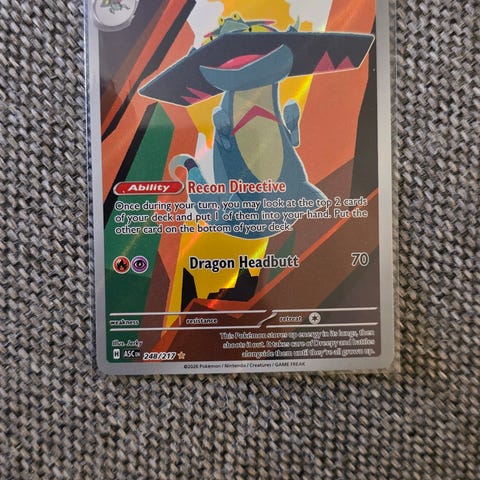 Ability Recon Directive
Once during your turn, you may look at the top 2 cards
of your deck and put 1 of them into your hand. Put the
other card on the bottom of your deck.
Dragon Headbutt 70
weakness resistance retreat
This Pokémon stores up energy in its lungs, then
shoots it out. It takes care of Dreepy and battles
alongside them until they're all grown up.
Illus. Jerky
H ASC EN 248/217
©2026 Pokémon / Nintendo / Creatures / GAME FREAK